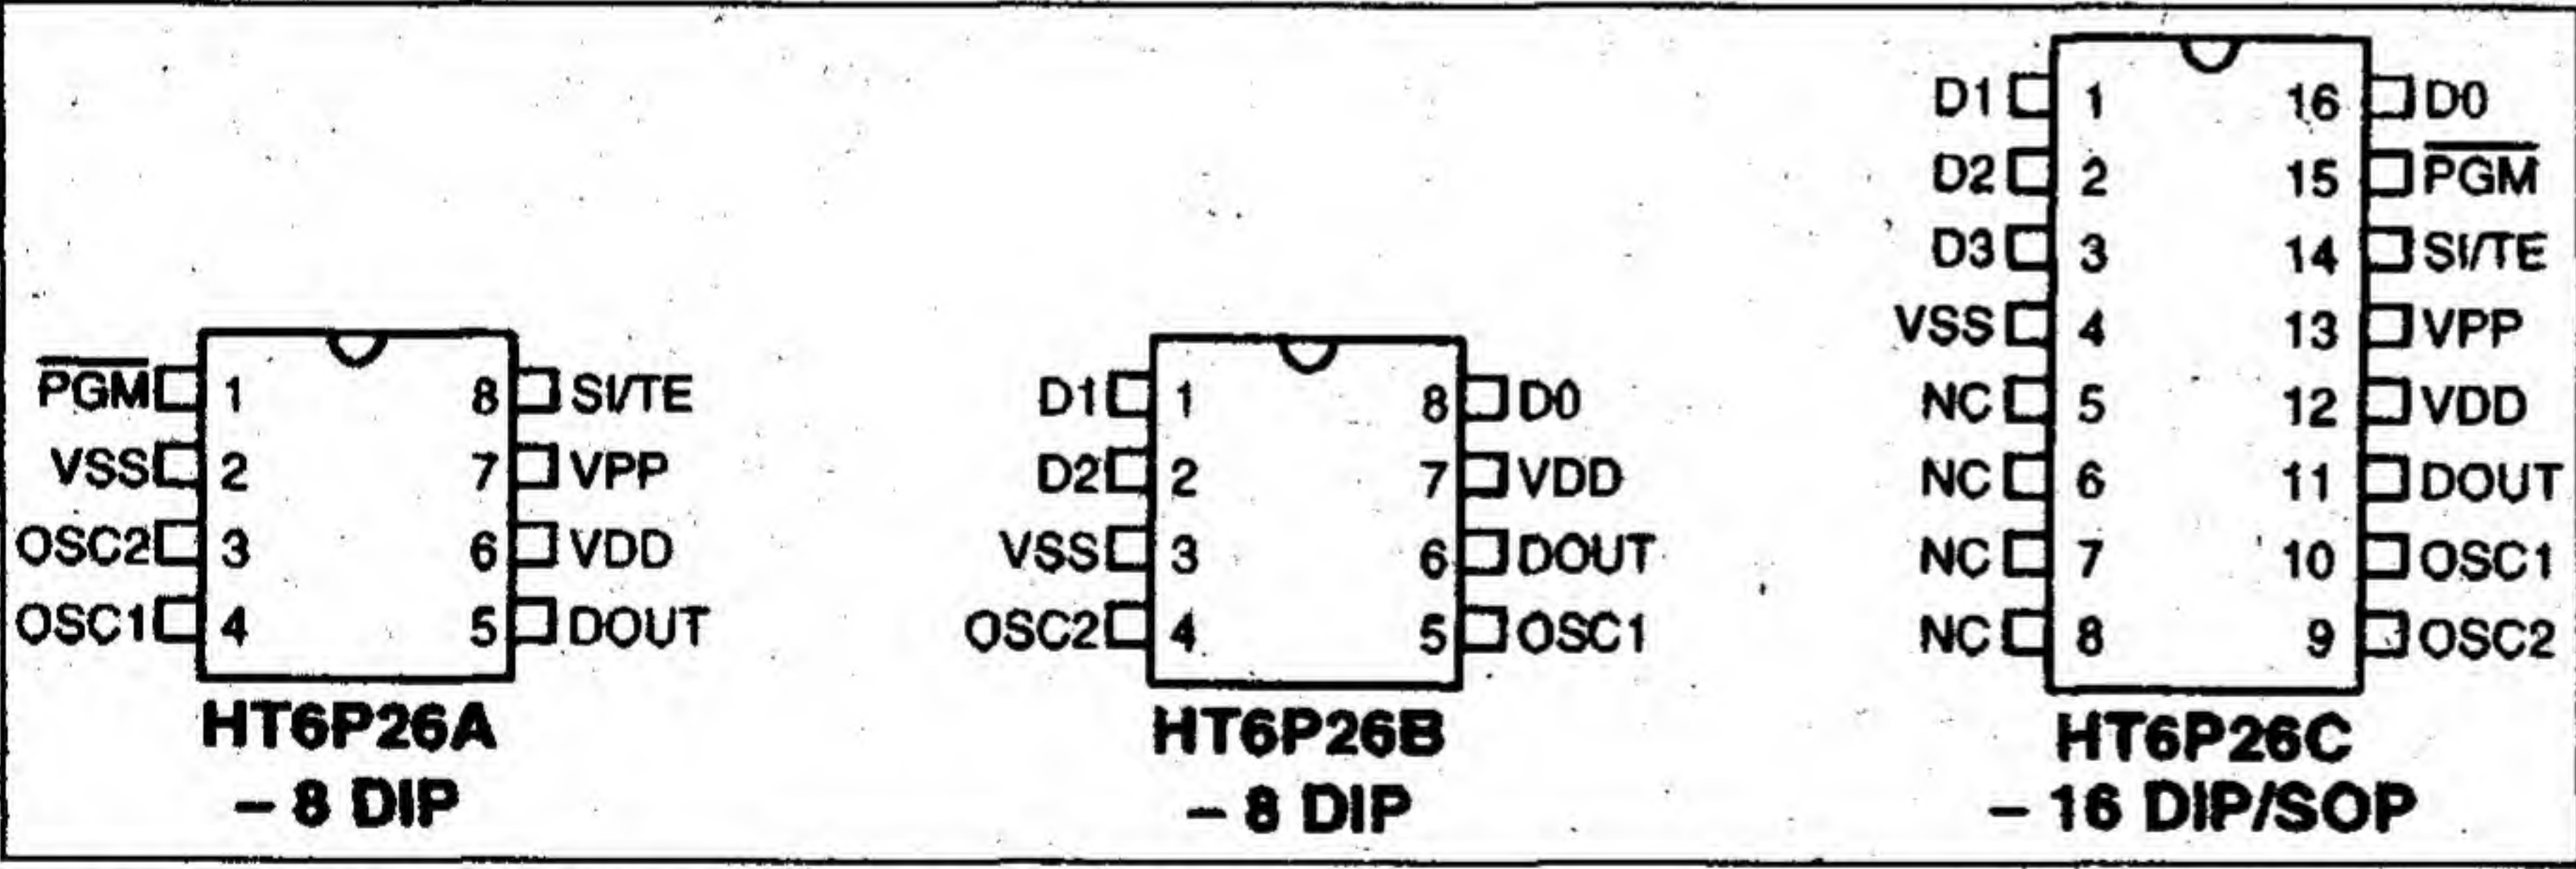 P̅G̅M̅ 1 8 SI/TE
VSS 2 7 VPP
OSC2 3 6 VDD
OSC1 4 5 DOUT
HT6P26A
– 8 DIP
D1 1 8 D0
D2 2 7 VDD
VSS 3 6 DOUT
OSC2 4 5 OSC1
HT6P26B
– 8 DIP
D1 1 16 D0
D2 2 15 P̅G̅M̅
D3 3 14 SI/TE
VSS 4 13 VPP
NC 5 12 VDD
NC 6 11 DOUT
NC 7 10 OSC1
NC 8 9 OSC2
HT6P26C
– 16 DIP/SOP